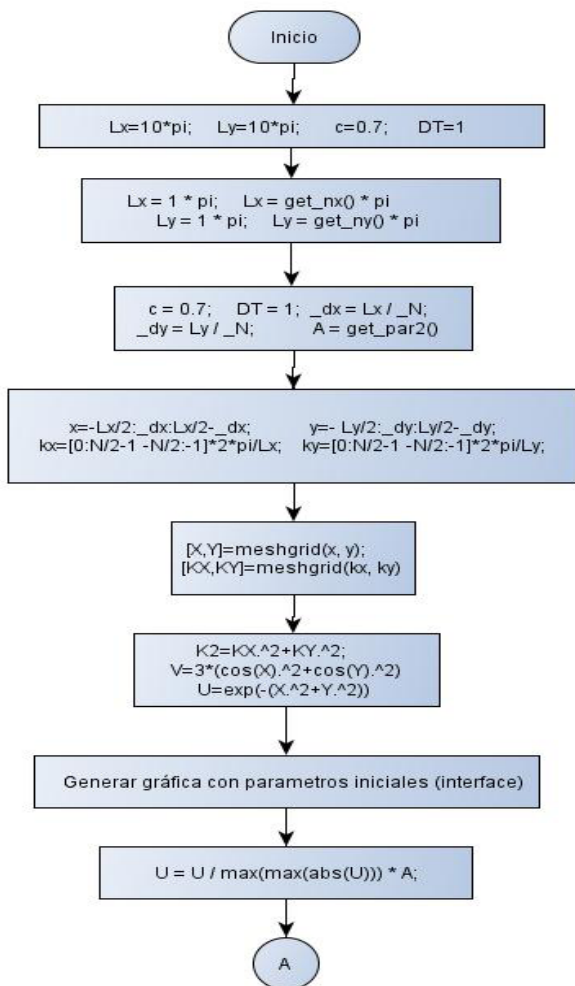 Inicio
Lx=10*pi; Ly=10*pi; c=0.7; DT=1
Lx = 1 * pi; Lx = get_nx() * pi
Ly = 1 * pi; Ly = get_ny() * pi
c = 0.7; DT = 1; _dx = Lx / _N;
_dy = Ly / _N; A = get_par2()
x=-Lx/2:_dx:Lx/2-_dx; y=- Ly/2:_dy:Ly/2-_dy;
kx=[0:N/2-1 -N/2:-1]*2*pi/Lx; ky=[0:N/2-1 -N/2:-1]*2*pi/Ly;
[X,Y]=meshgrid(x, y);
[KX,KY]=meshgrid(kx, ky)
K2=KX.^2+KY.^2;
V=3*(cos(X).^2+cos(Y).^2)
U=exp(-(X.^2+Y.^2))
Generar gráfica con parametros iniciales (interface)
U = U / max(max(abs(U))) * A;
A